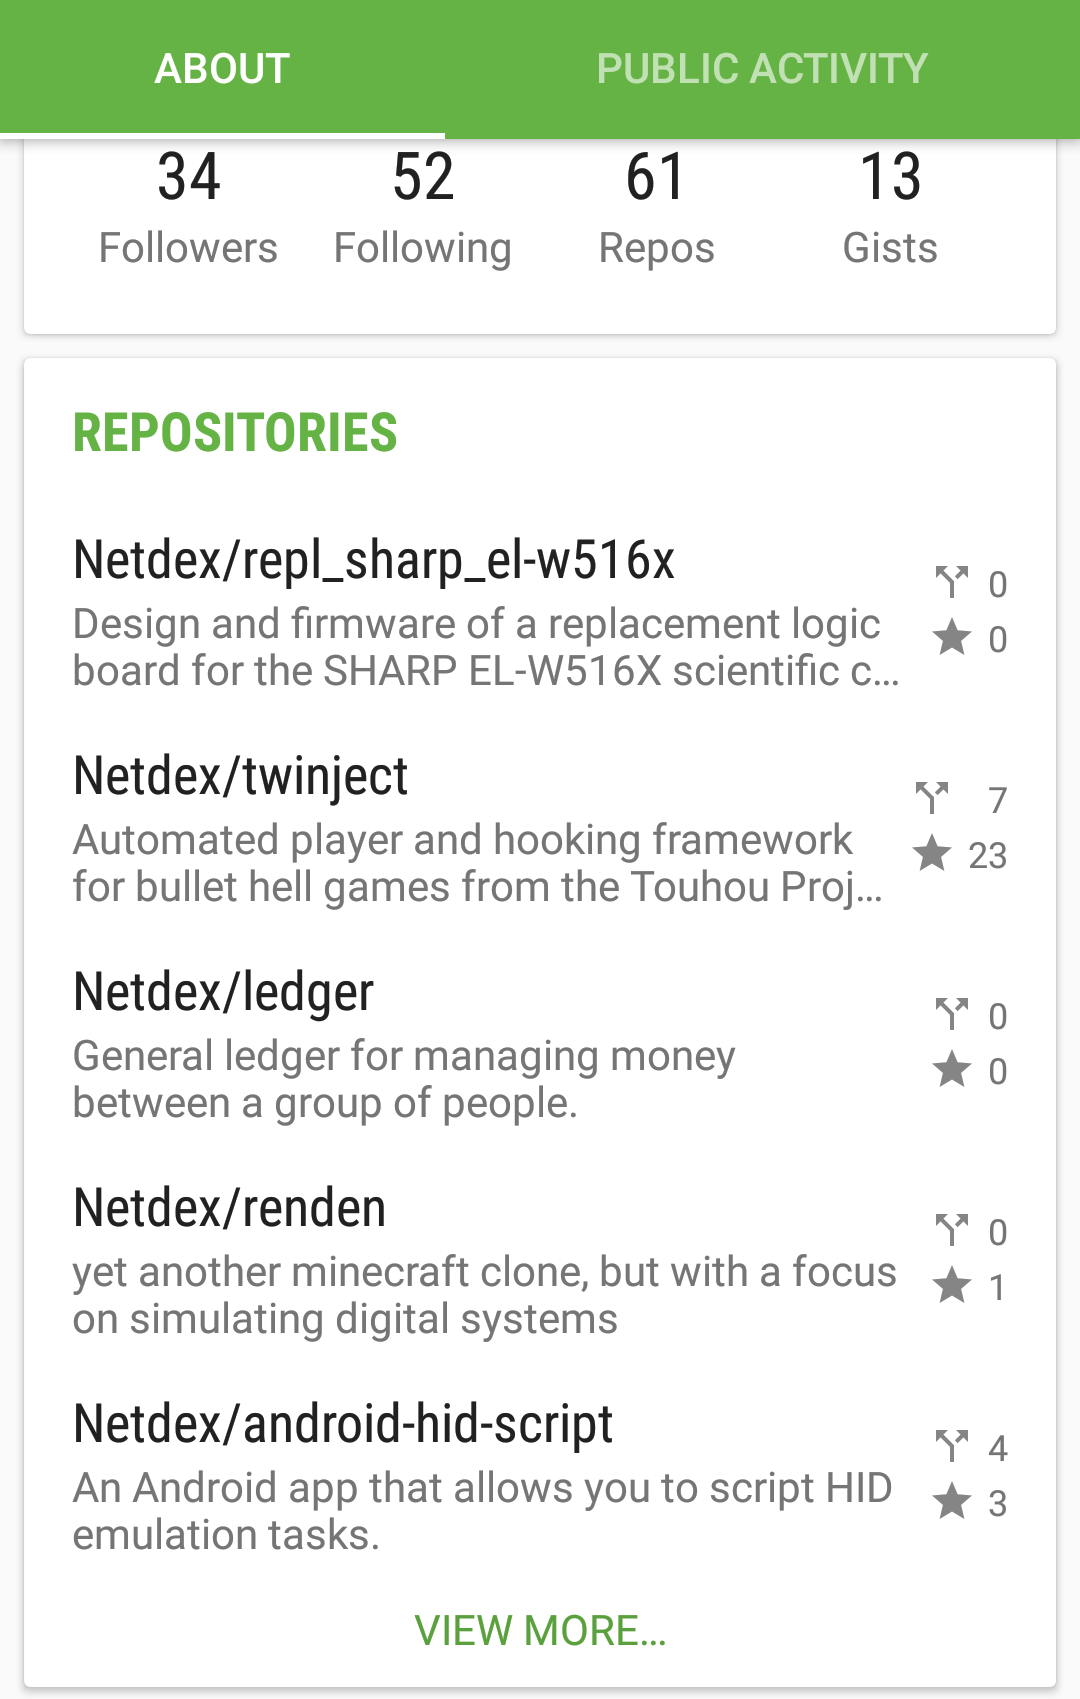 ABOUT PUBLIC ACTIVITY
34 52 61 13
Followers Following Repos Gists
REPOSITORIES
Netdex/repl_sharp_el-w516x
0
Design and firmware of a replacement logic
0
board for the SHARP EL-W516X scientific c...
Netdex/twinject
7
Automated player and hooking framework
23
for bullet hell games from the Touhou Proj...
Netdex/ledger
0
General ledger for managing money
0
between a group of people.
Netdex/renden
0
yet another minecraft clone, but with a focus
1
on simulating digital systems
Netdex/android-hid-script
4
An Android app that allows you to script HID
3
emulation tasks.
VIEW MORE...